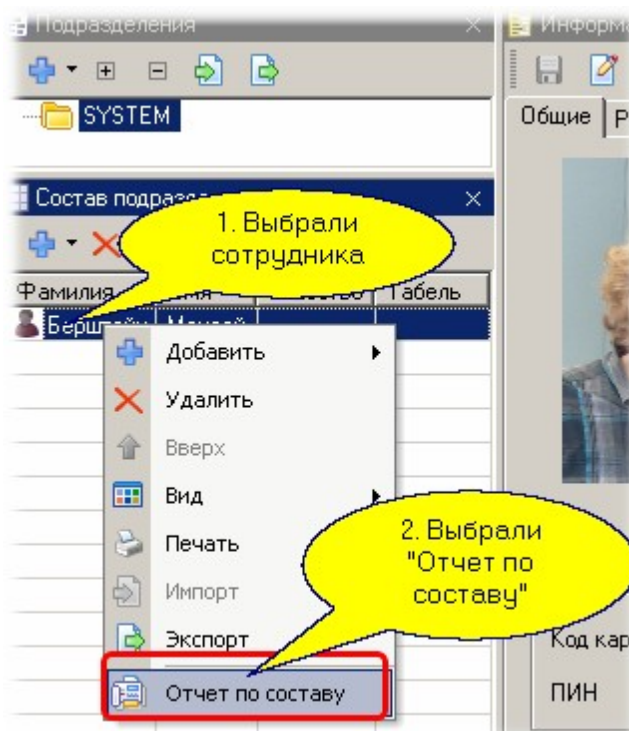 Подразделения
Информа
SYSTEM
Общие
Р
Состав подразд
1. Выбрали
сотрудника
Фамилия
Табель
Добавить
Удалить
Вверх
Вид
Печать
Импорт
Экспорт
Отчет по составу
2. Выбрали
"Отчет по
составу"
Код кар
ПИН